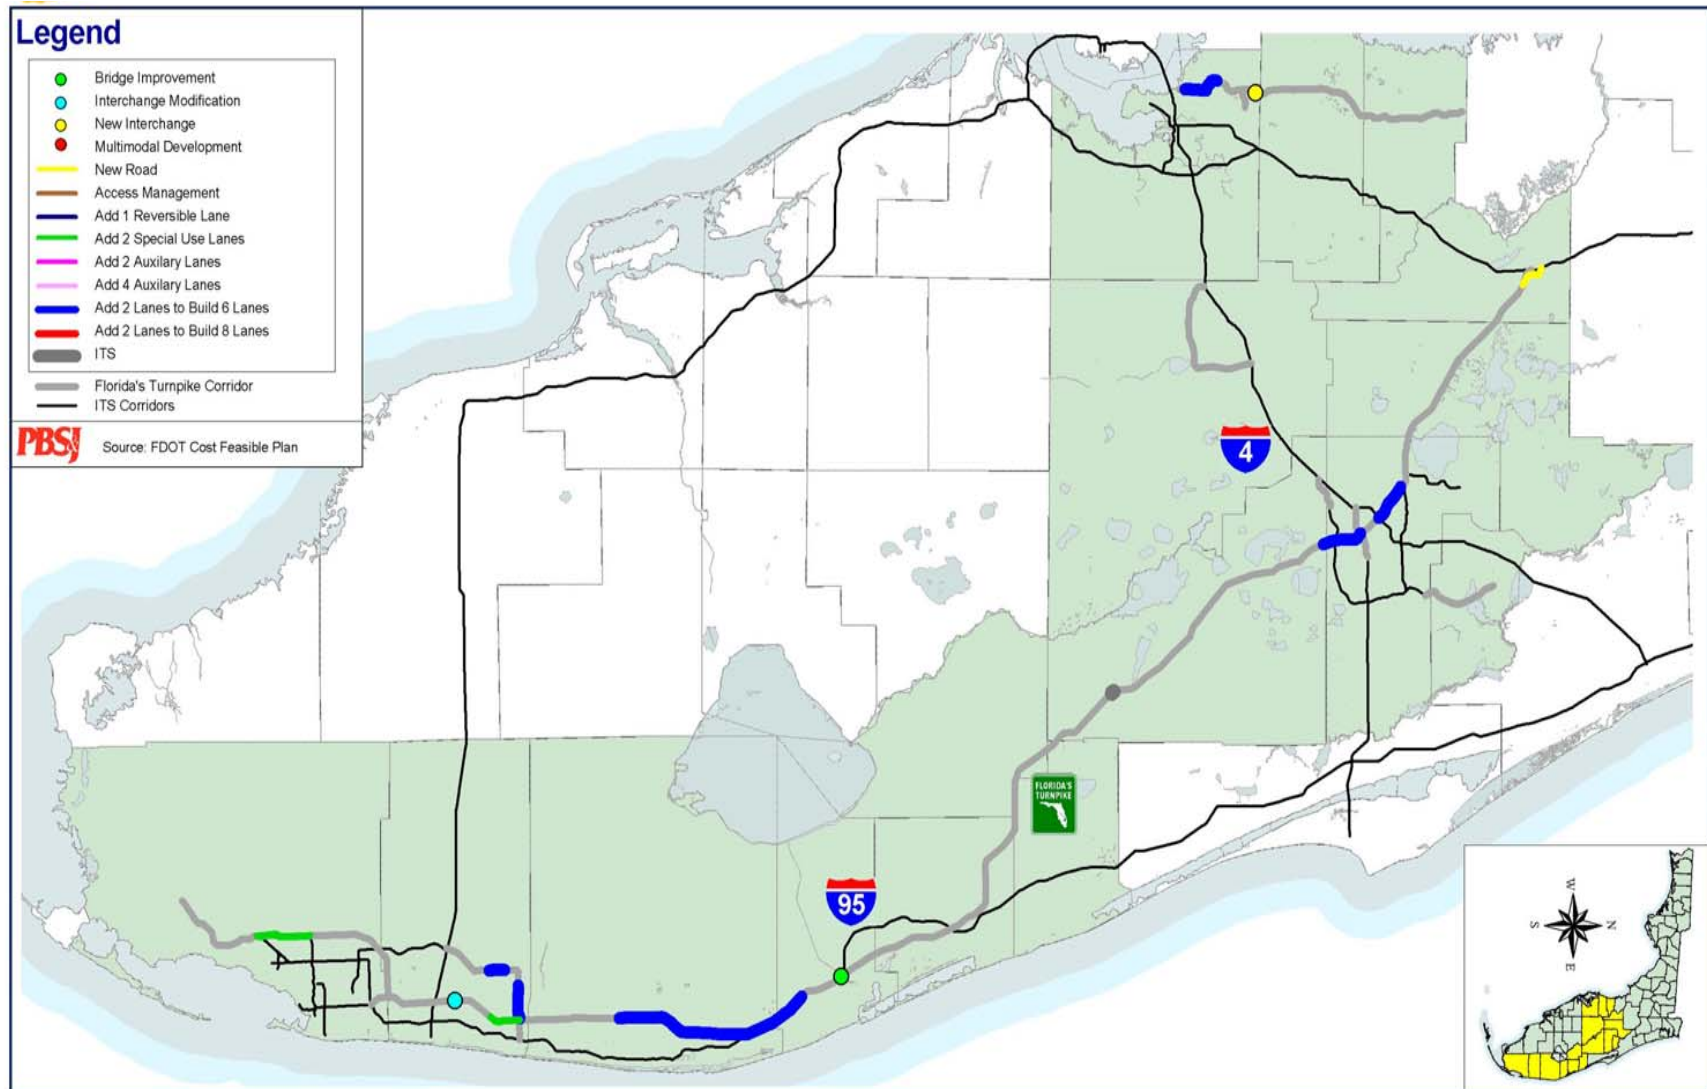 Legend
Bridge Improvement
Interchange Modification
New Interchange
Multimodal Development
New Road
Access Management
Add 1 Reversible Lane
Add 2 Special Use Lanes
Add 2 Auxilary Lanes
Add 4 Auxilary Lanes
Add 2 Lanes to Build 6 Lanes
Add 2 Lanes to Build 8 Lanes
ITS
Florida's Turnpike Corridor
ITS Corridors
PBSJ Source: FDOT Cost Feasible Plan
4
FLORIDA'S
TURNPIKE
95
W
S N
E